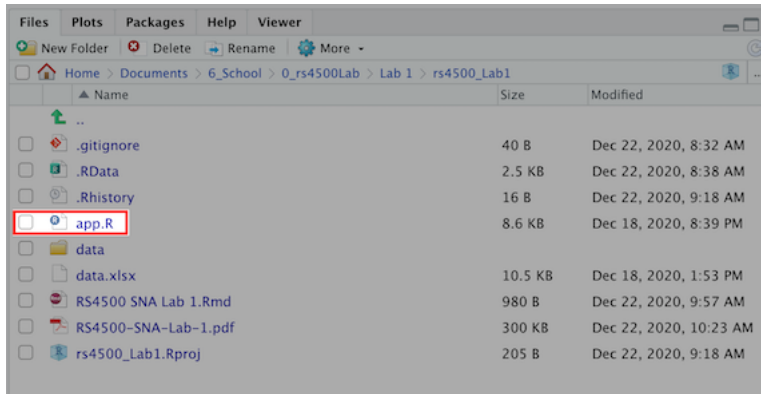 Files Plots Packages Help Viewer
New Folder Delete Rename More
Home > Documents > 6_School > 0_rs4500Lab > Lab 1 > rs4500_Lab1 ...
Name Size Modified
..
.gitignore 40 B Dec 22, 2020, 8:32 AM
.RData 2.5 KB Dec 22, 2020, 8:38 AM
.Rhistory 16 B Dec 22, 2020, 9:18 AM
app.R 8.6 KB Dec 18, 2020, 8:39 PM
data
data.xlsx 10.5 KB Dec 18, 2020, 1:53 PM
RS4500 SNA Lab 1.Rmd 980 B Dec 22, 2020, 9:57 AM
RS4500-SNA-Lab-1.pdf 300 KB Dec 22, 2020, 10:23 AM
rs4500_Lab1.Rproj 205 B Dec 22, 2020, 9:18 AM